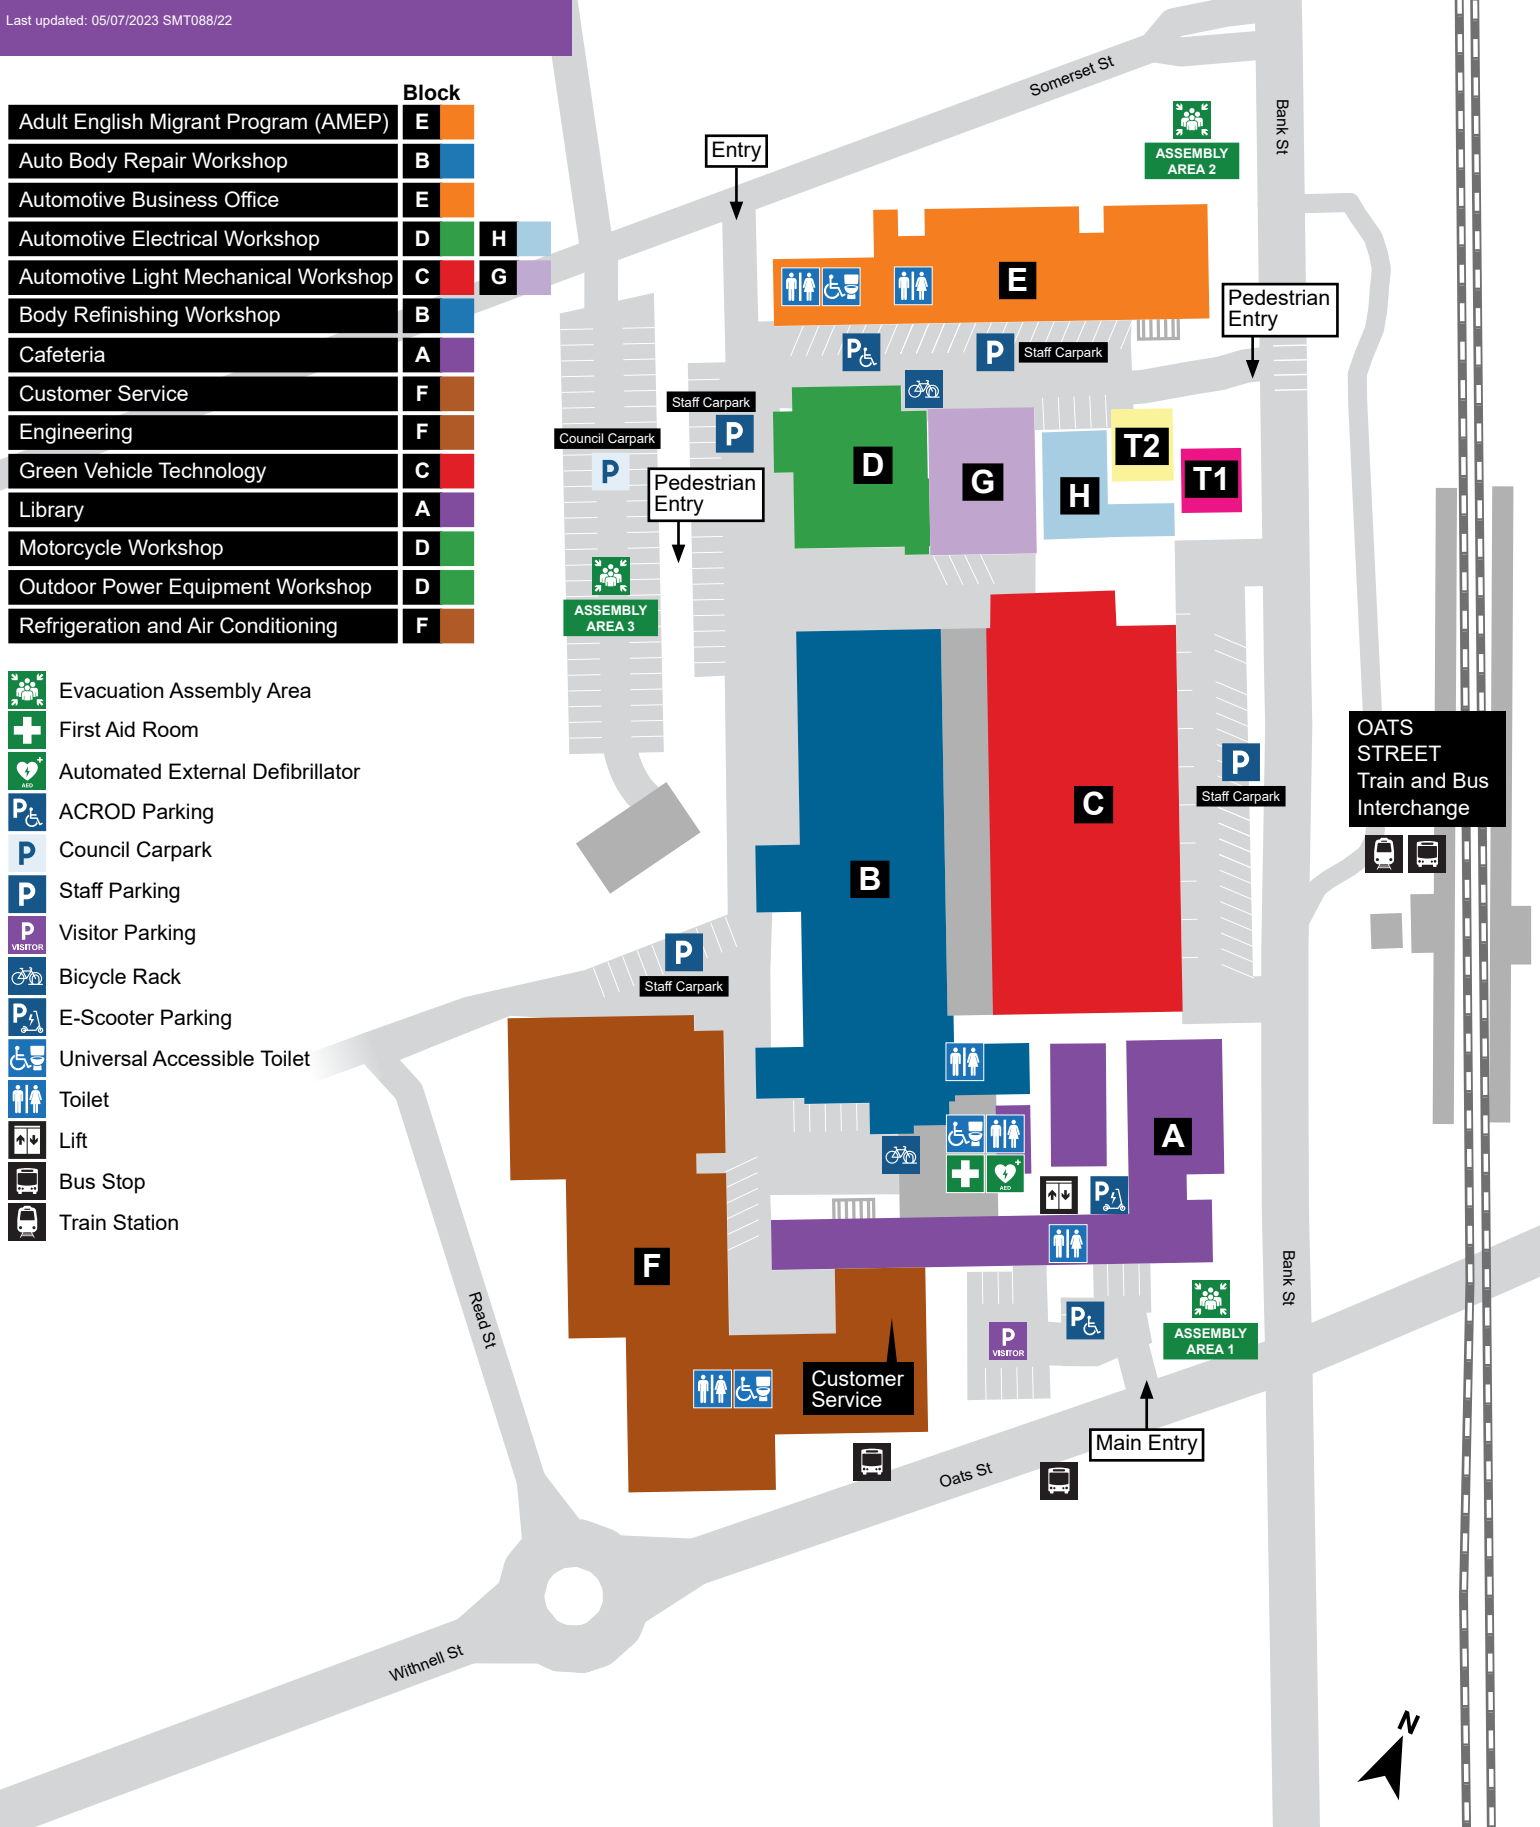 Last updated: 05/07/2023 SMT088/22
Block
Adult English Migrant Program (AMEP) E
Auto Body Repair Workshop B
Automotive Business Office E
Automotive Electrical Workshop D H
Automotive Light Mechanical Workshop C G
Body Refinishing Workshop B
Cafeteria A
Customer Service F
Engineering F
Green Vehicle Technology C
Library A
Motorcycle Workshop D
Outdoor Power Equipment Workshop D
Refrigeration and Air Conditioning F
Evacuation Assembly Area
First Aid Room
AED
Automated External Defibrillator
P
ACROD Parking
P
Council Carpark
P
Staff Parking
P
VISITOR
Visitor Parking
Bicycle Rack
P
E-Scooter Parking
Universal Accessible Toilet
Toilet
Lift
Bus Stop
Train Station
Somerset St
Bank St
ASSEMBLY
AREA 2
Entry
E
Pedestrian
Entry
P
P
Staff Carpark
Staff Carpark
P
Council Carpark
P
Pedestrian
Entry
D
G
H
T2
T1
ASSEMBLY
AREA 3
OATS
STREET
Train and Bus
Interchange
P
Staff Carpark
C
B
P
Staff Carpark
A
AED
P
F
Bank St
Read St
P
VISITOR
P
ASSEMBLY
AREA 1
Customer
Service
Main Entry
Oats St
Withnell St
N